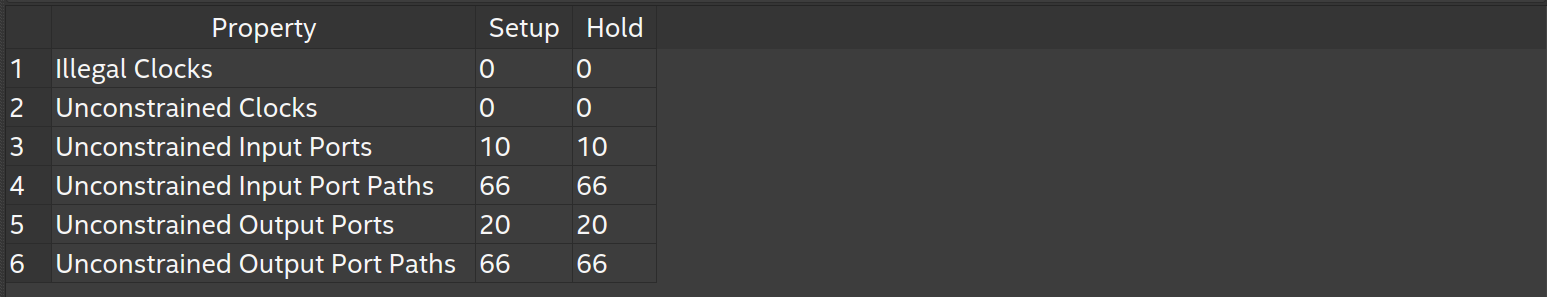 Property Setup Hold
1 Illegal Clocks 0 0
2 Unconstrained Clocks 0 0
3 Unconstrained Input Ports 10 10
4 Unconstrained Input Port Paths 66 66
5 Unconstrained Output Ports 20 20
6 Unconstrained Output Port Paths 66 66